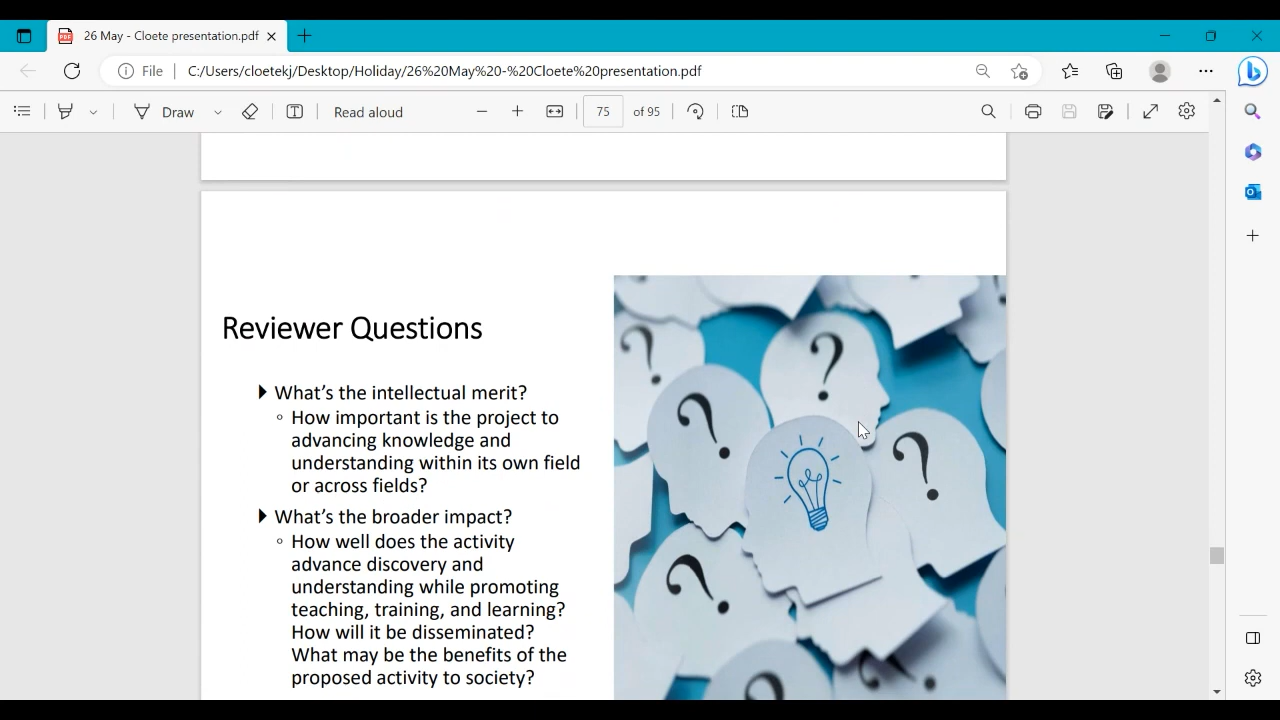 26 May - Cloete presentation.pdf
File C:/Users/cloetekj/Desktop/Holiday/26%20May%20-%20Cloete%20presentation.pdf
Draw Read aloud 75 of 95
Reviewer Questions
What's the intellectual merit?
How important is the project to
advancing knowledge and
understanding within its own field
or across fields?
What's the broader impact?
How well does the activity
advance discovery and
understanding while promoting
teaching, training, and learning?
How will it be disseminated?
What may be the benefits of the
proposed activity to society?